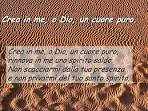 Crea in me, o Dio, un cuore puro
Crea in me, o Dio, un cuore puro,
rinnova in me uno spirito saldo.
Non scacciarmi dalla tua presenza
e non privarmi del tuo santo spirito.